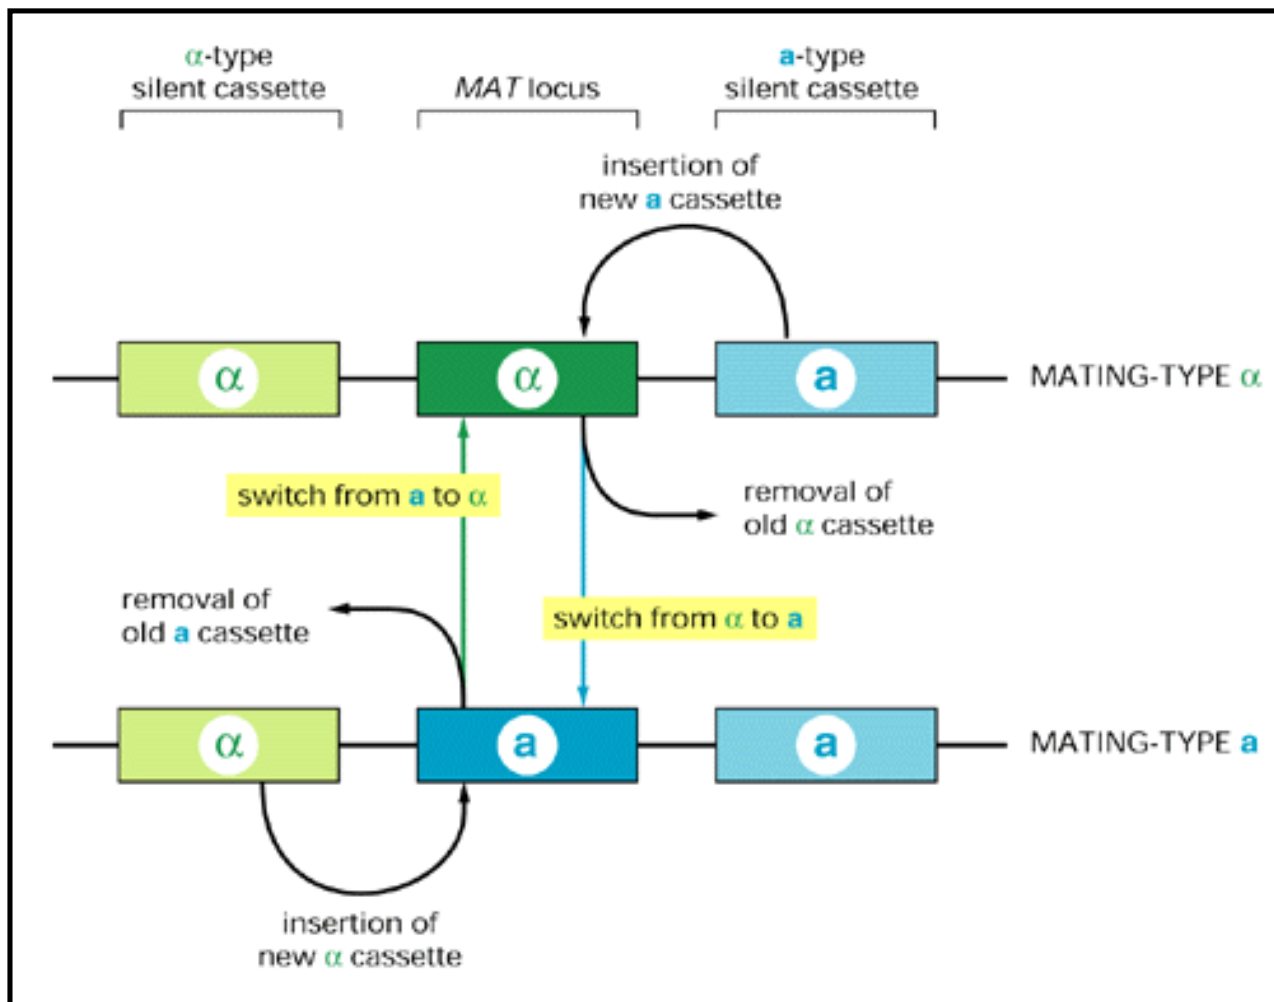 α-type
silent cassette
MAT locus
a-type
silent cassette
insertion of
new a cassette
α
α
a
MATING-TYPE α
switch from a to α
removal of
old α cassette
removal of
old a cassette
switch from α to a
α
a
a
MATING-TYPE a
insertion of
new α cassette